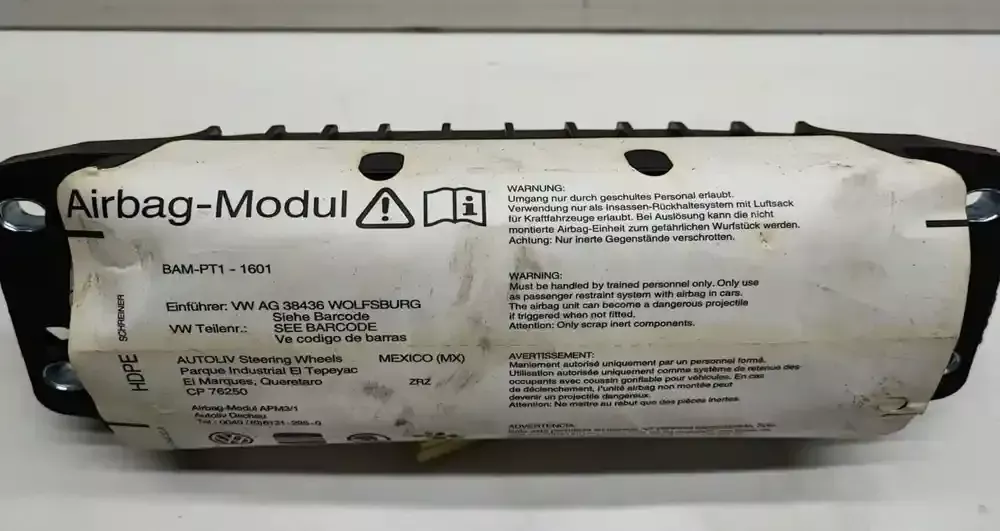 Airbag-Modul
BAM-PT1 - 1601
Einführer: VW AG 38436 WOLFSBURG
Siehe Barcode
VW Teilenr.: SEE BARCODE
Ve codigo de barras
SCHREINER
HDPE
AUTOLIV Steering Wheels MEXICO (MX)
Parque Industrial El Tepeyac
El Marques, Queretaro ZRZ
CP 76250
Airbag-Modul APM3/1
Autoliv Dachau
Tel.: 0049 /(0)8131-295-0
WARNUNG:
Umgang nur durch geschultes Personal erlaubt.
Verwendung nur als Insassen-Rückhaltesystem mit Luftsack
für Kraftfahrzeuge erlaubt. Bei Auslösung kann die nicht
montierte Airbag-Einheit zum gefährlichen Wurfstück werden.
Achtung: Nur inerte Gegenstände verschrotten.
WARNING:
Must be handled by trained personnel only. Only use
as passenger restraint system with airbag in cars.
The airbag unit can become a dangerous projectile
if triggered when not fitted.
Attention: Only scrap inert components.
AVERTISSEMENT:
Maniement autorisé uniquement par un personnel formé.
Utilisation autorisée uniquement comme système de retenue des
occupants avec coussin gonflable pour véhicules. En cas
de déclenchement, l'unité airbag non montée peut
devenir un projectile dangereux.
Attention: Ne mettre au rebut que des pièces inertes.
ADVERTENCIA: